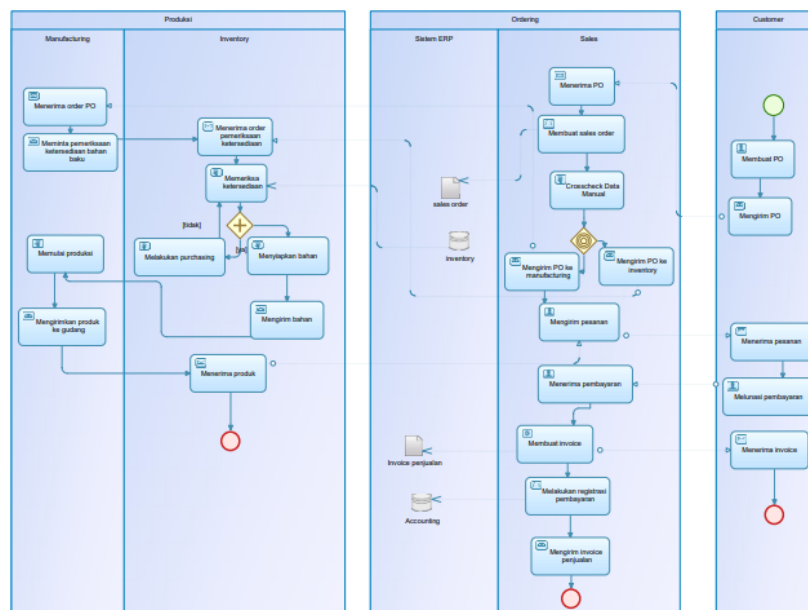 Produksi
Manufacturing
Inventory
Menerima order PO
Meminta pemeriksaan
ketersediaan bahan
baku
Menerima order
pemeriksaan
ketersediaan
Memeriksa
ketersediaan
[tidak]
[ya]
Melakukan purchasing
Menyiapkan bahan
Memulai produksi
Mengirim bahan
Mengirimkan produk
ke gudang
Menerima produk
Ordering
Sistem ERP
Sales
Menerima PO
Membuat sales order
sales order
Crosscheck Data
Manual
inventory
Mengirim PO ke
manufacturing
Mengirim PO ke
inventory
Mengirim pesanan
Menerima pembayaran
Membuat invoice
Invoice penjualan
Melakukan registrasi
pembayaran
Accounting
Mengirim invoice
penjualan
Customer
Membuat PO
Mengirim PO
Menerima pesanan
Melunasi pembayaran
Menerima invoice